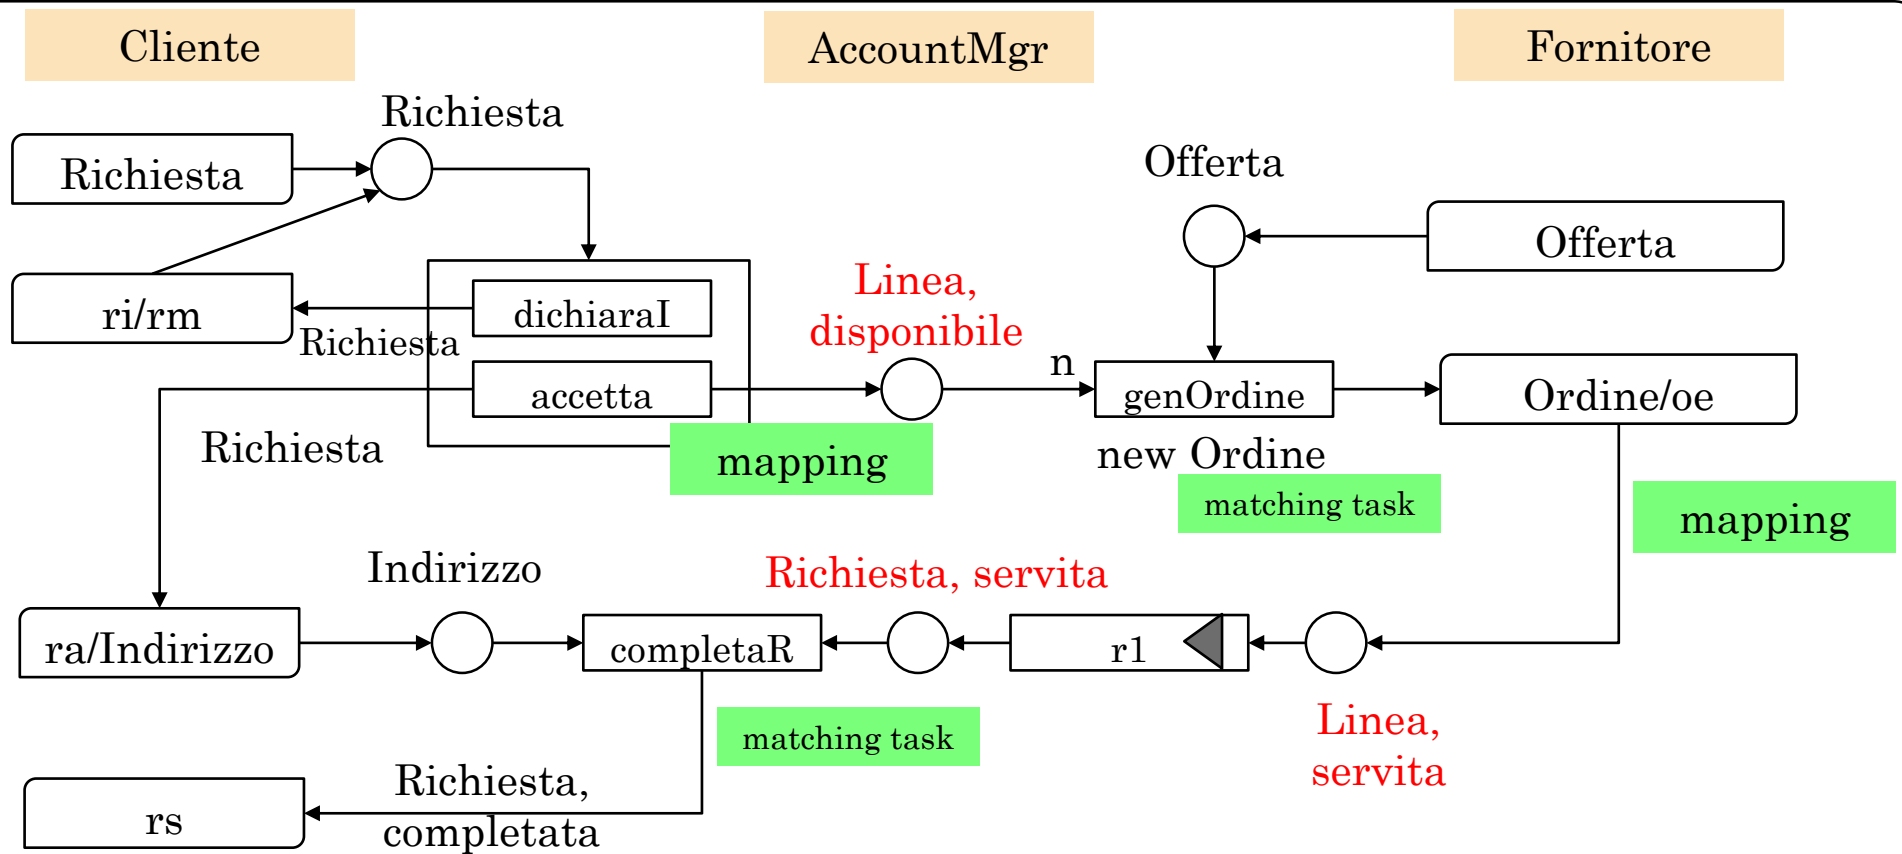 Cliente
AccountMgr
Fornitore
Richiesta
Richiesta
Offerta
Offerta
ri/rm
dichiaraI
Richiesta
Linea,
disponibile
n
accetta
genOrdine
Ordine/oe
Richiesta
mapping
new Ordine
matching task
mapping
Indirizzo
Richiesta, servita
ra/Indirizzo
completaR
r1
matching task
Linea,
servita
Richiesta,
completata
rs